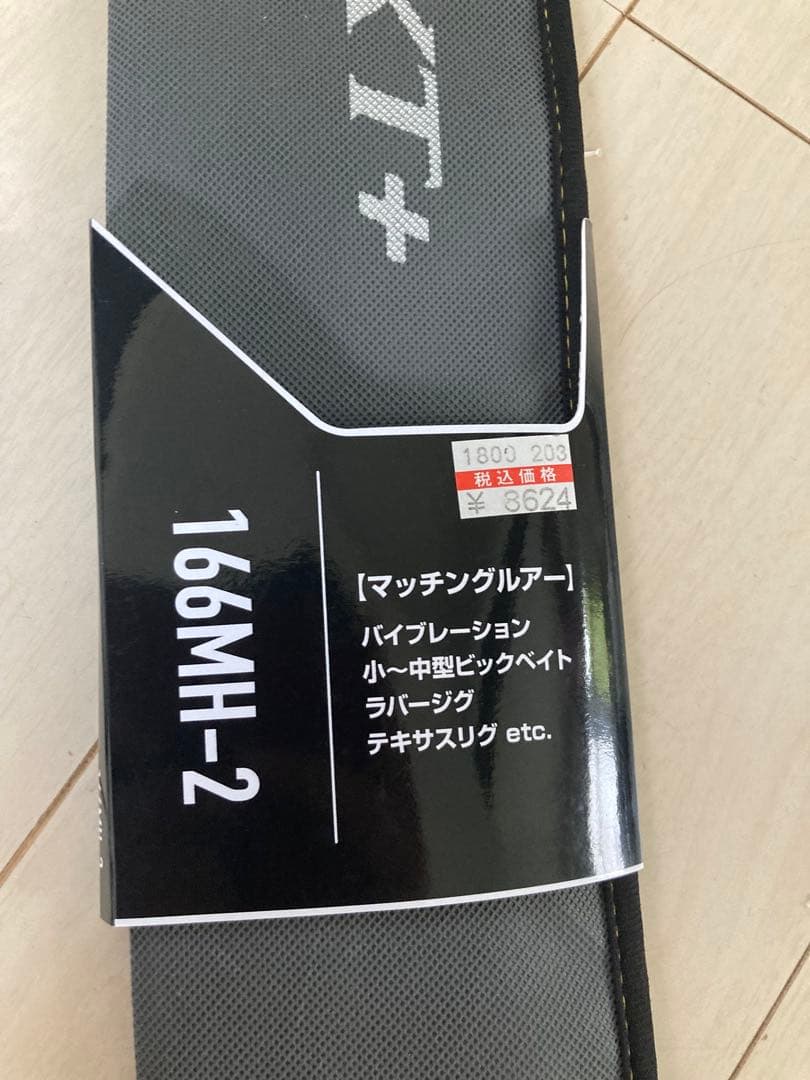 XT+
1800 203
税込価格
¥ 8624
166MH-2
【マッチングルアー】
バイブレーション
小〜中型ビックベイト
ラバージグ
テキサスリグ etc.